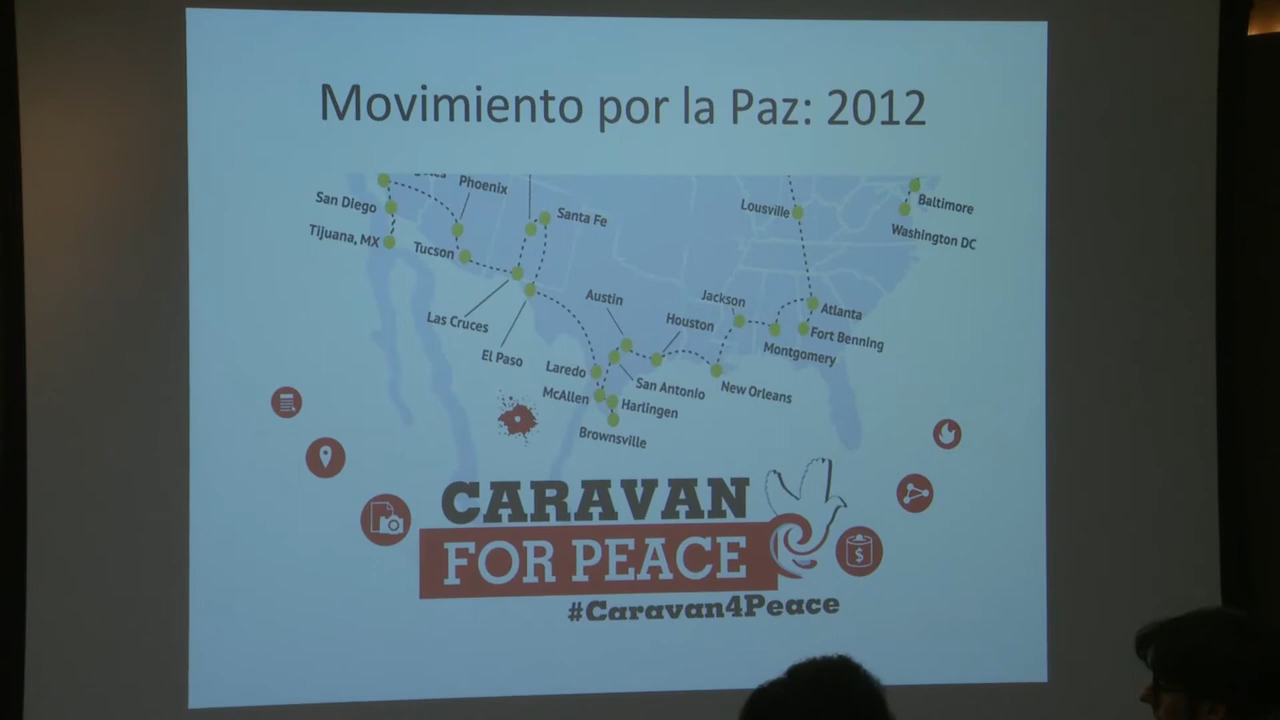 Movimiento por la Paz: 2012
Phoenix
San Diego
Santa Fe
Lousville
Baltimore
Tijuana, MX
Tucson
Washington DC
Las Cruces
Austin
Jackson
Atlanta
Houston
Fort Benning
El Paso
Montgomery
Laredo
San Antonio
New Orleans
McAllen
Harlingen
Brownsville
CARAVAN
FOR PEACE
$
#Caravan4Peace